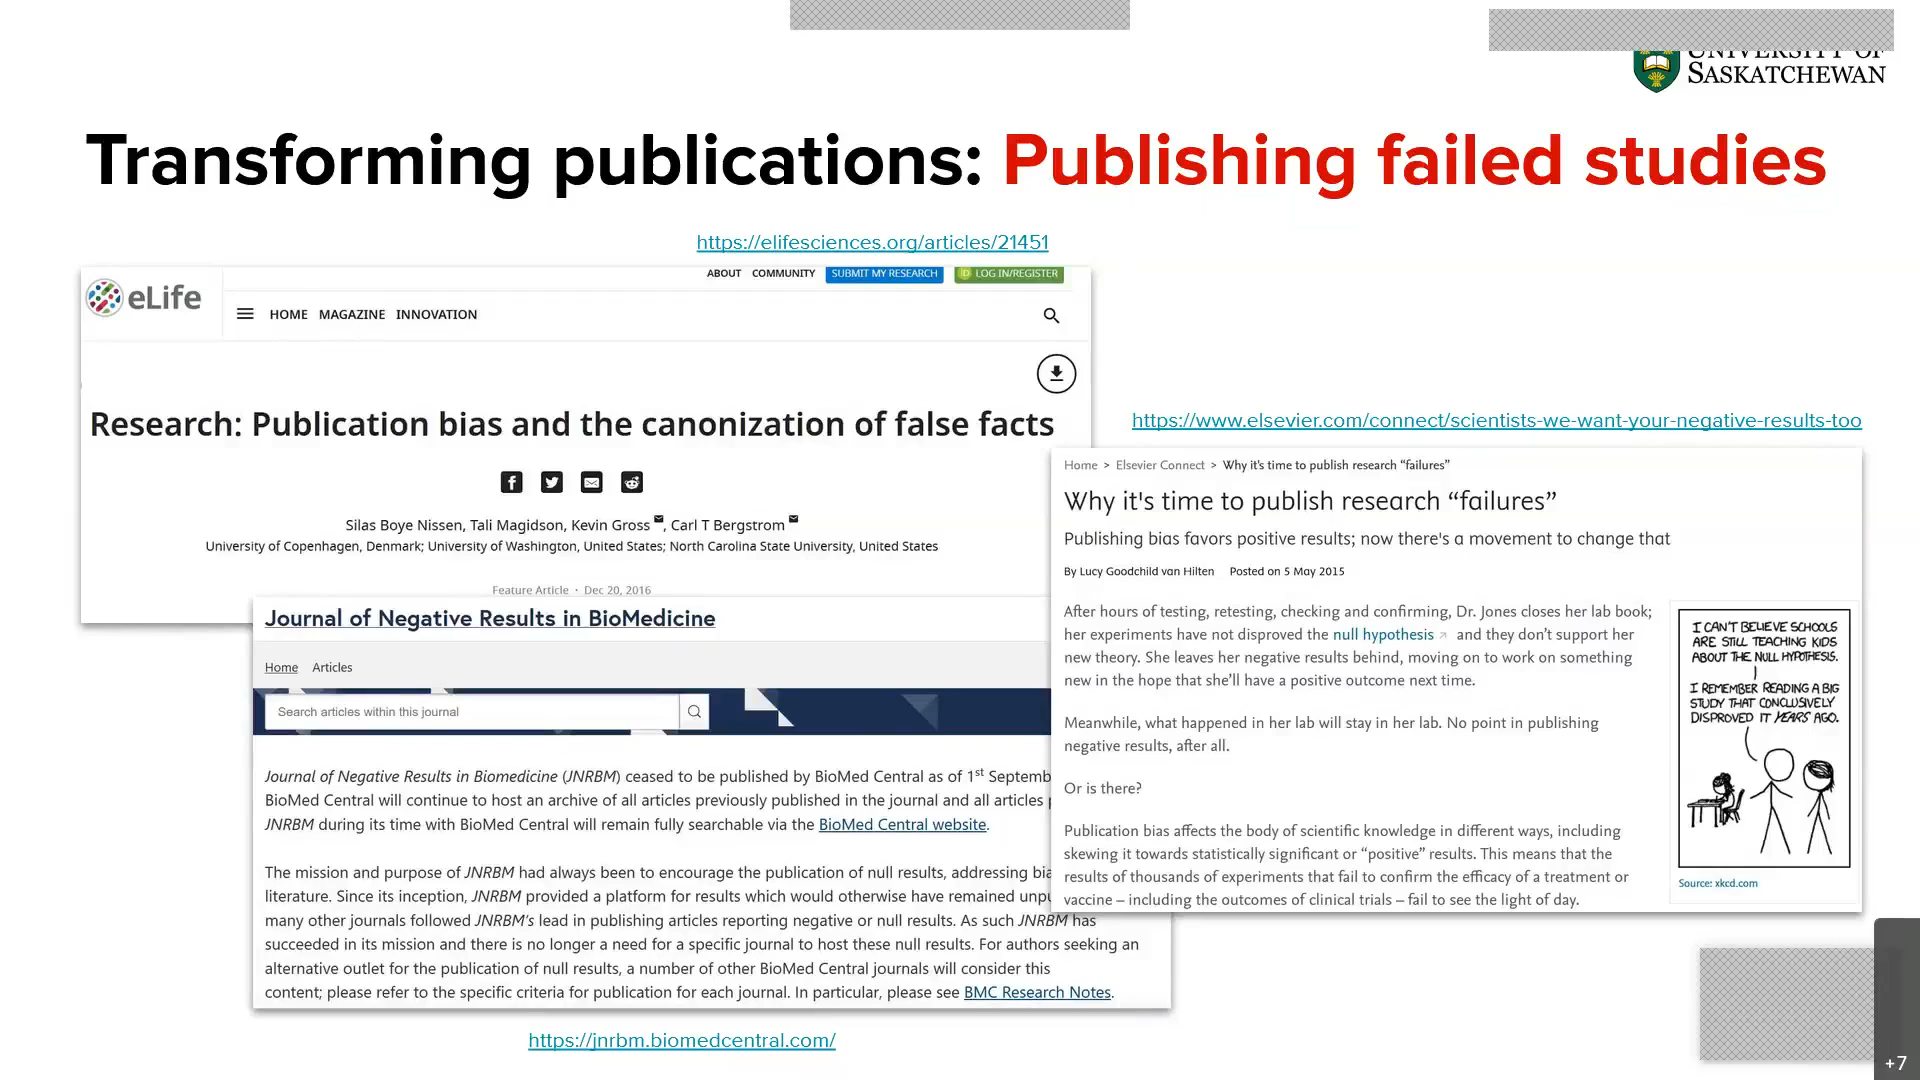 UNIVERSITY OF
SASKATCHEWAN
Transforming publications: Publishing failed studies
https://elifesciences.org/articles/21451
ABOUT COMMUNITY SUBMIT MY RESEARCH iD LOG IN/REGISTER
eLife
HOME MAGAZINE INNOVATION
Research: Publication bias and the canonization of false facts
Silas Boye Nissen, Tali Magidson, Kevin Gross, Carl T Bergstrom
University of Copenhagen, Denmark; University of Washington, United States; North Carolina State University, United States
Feature Article · Dec 20, 2016
https://www.elsevier.com/connect/scientists-we-want-your-negative-results-too
Home > Elsevier Connect > Why it's time to publish research “failures”
Why it's time to publish research “failures”
Publishing bias favors positive results; now there's a movement to change that
By Lucy Goodchild van Hilten Posted on 5 May 2015
After hours of testing, retesting, checking and confirming, Dr. Jones closes her lab book;
her experiments have not disproved the null hypothesis and they don’t support her
new theory. She leaves her negative results behind, moving on to work on something
new in the hope that she’ll have a positive outcome next time.
Meanwhile, what happened in her lab will stay in her lab. No point in publishing
negative results, after all.
Or is there?
Publication bias affects the body of scientific knowledge in different ways, including
skewing it towards statistically significant or “positive” results. This means that the
results of thousands of experiments that fail to confirm the efficacy of a treatment or
vaccine – including the outcomes of clinical trials – fail to see the light of day.
I CAN'T BELIEVE SCHOOLS
ARE STILL TEACHING KIDS
ABOUT THE NULL HYPOTHESIS.
I REMEMBER READING A BIG
STUDY THAT CONCLUSIVELY
DISPROVED IT YEARS AGO.
Source: xkcd.com
Journal of Negative Results in BioMedicine
Home Articles
Search articles within this journal
Journal of Negative Results in Biomedicine (JNRBM) ceased to be published by BioMed Central as of 1st Septemb
BioMed Central will continue to host an archive of all articles previously published in the journal and all articles
JNRBM during its time with BioMed Central will remain fully searchable via the BioMed Central website.
The mission and purpose of JNRBM had always been to encourage the publication of null results, addressing bia
literature. Since its inception, JNRBM provided a platform for results which would otherwise have remained unpu
many other journals followed JNRBM’s lead in publishing articles reporting negative or null results. As such JNRBM has
succeeded in its mission and there is no longer a need for a specific journal to host these null results. For authors seeking an
alternative outlet for the publication of null results, a number of other BioMed Central journals will consider this
content; please refer to the specific criteria for publication for each journal. In particular, please see BMC Research Notes.
https://jnrbm.biomedcentral.com/
+7